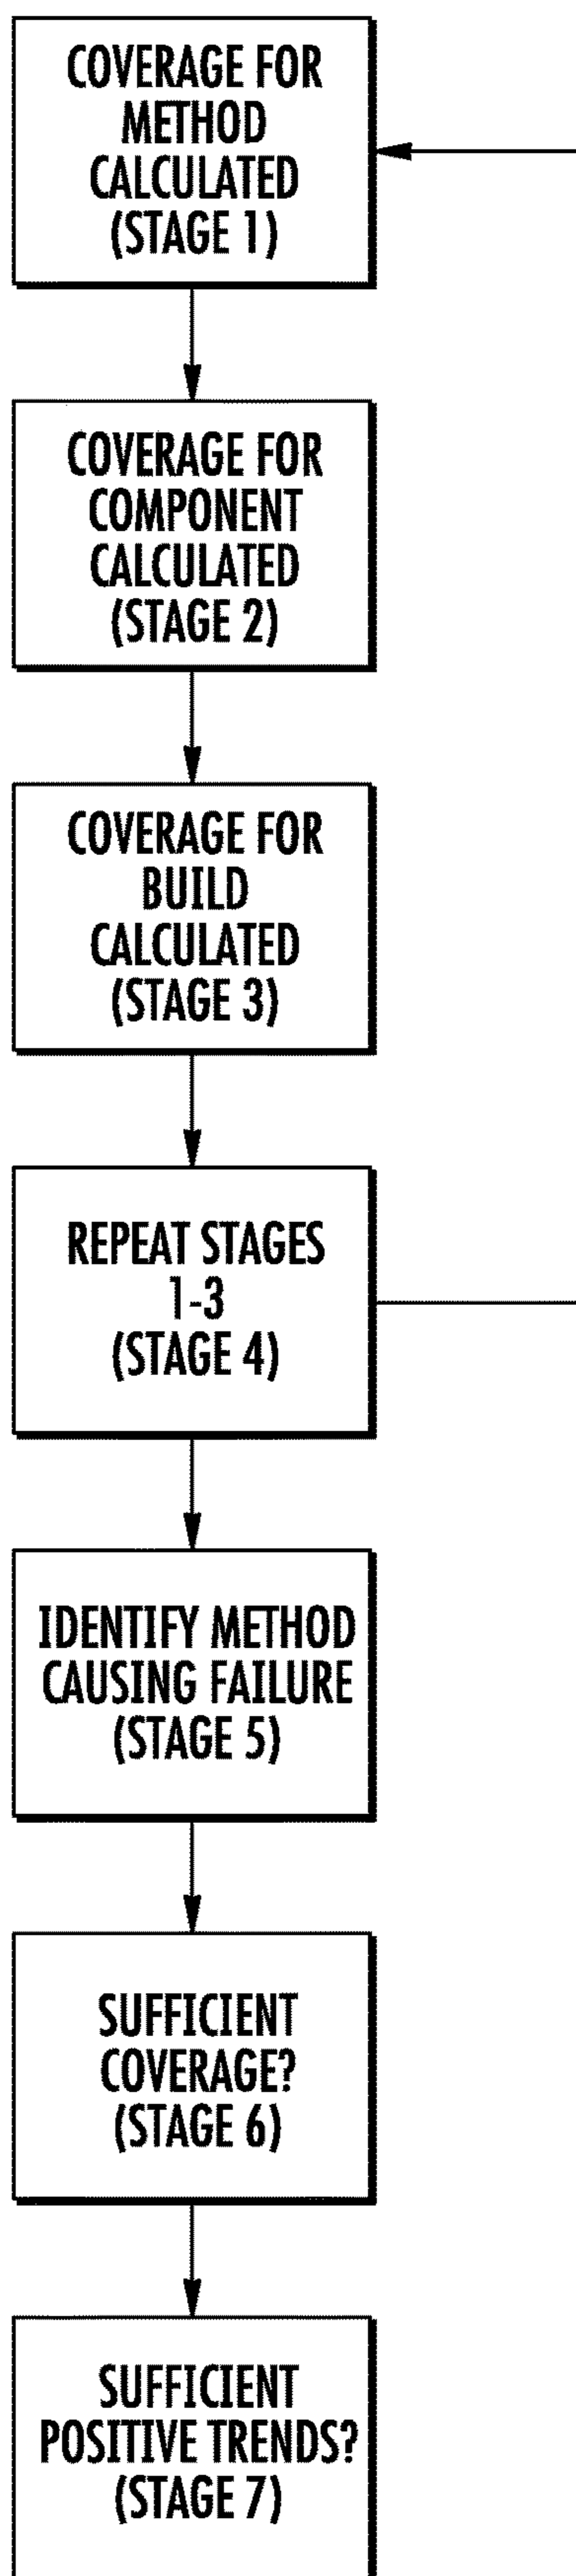 COVERAGE FOR
METHOD
CALCULATED
(STAGE 1)
COVERAGE FOR
COMPONENT
CALCULATED
(STAGE 2)
COVERAGE FOR
BUILD
CALCULATED
(STAGE 3)
REPEAT STAGES
1-3
(STAGE 4)
IDENTIFY METHOD
CAUSING FAILURE
(STAGE 5)
SUFFICIENT
COVERAGE?
(STAGE 6)
SUFFICIENT
POSITIVE TRENDS?
(STAGE 7)